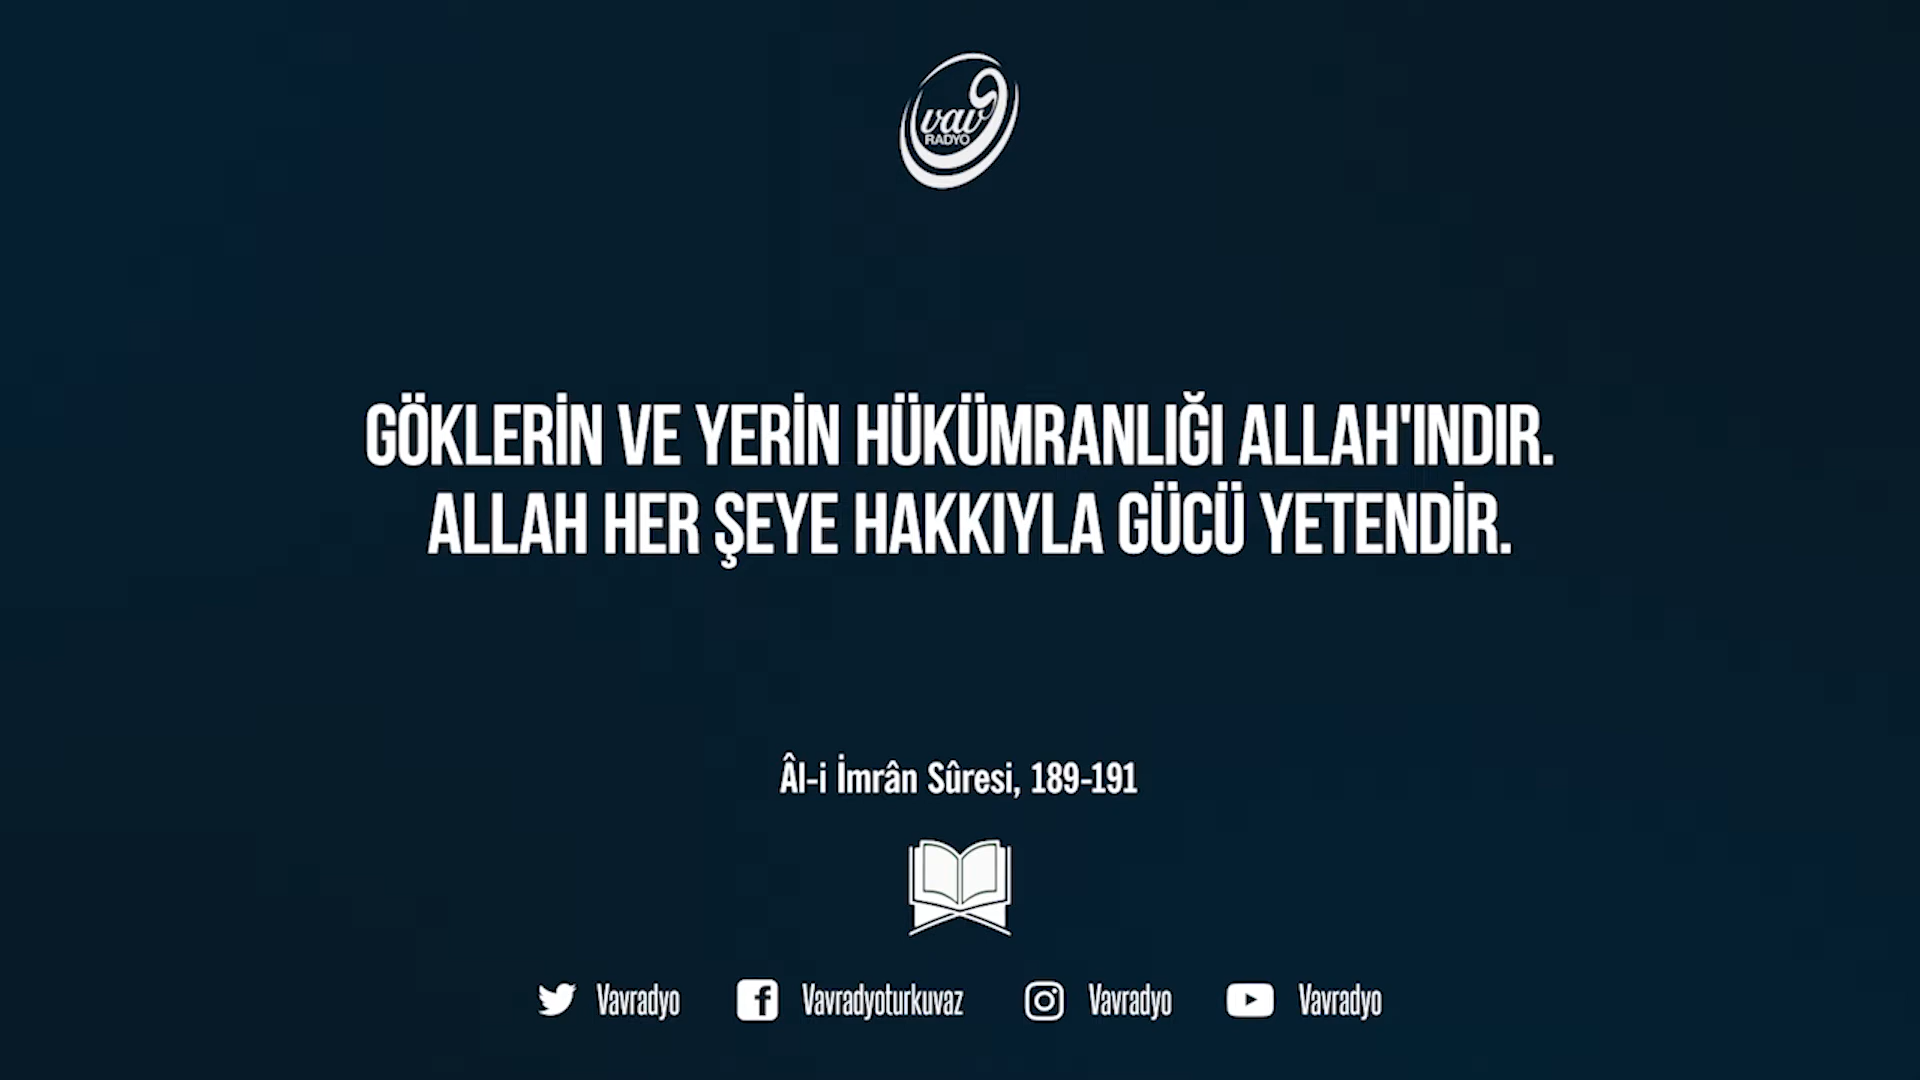 vav
RADYO
GÖKLERİN VE YERİN HÜKÜMRANLIĞI ALLAH'INDIR.
ALLAH HER ŞEYE HAKKIYLA GÜCÜ YETENDİR.
Âl-i İmrân Sûresi, 189-191
Vavradyo Vavradyoturkuvaz Vavradyo Vavradyo